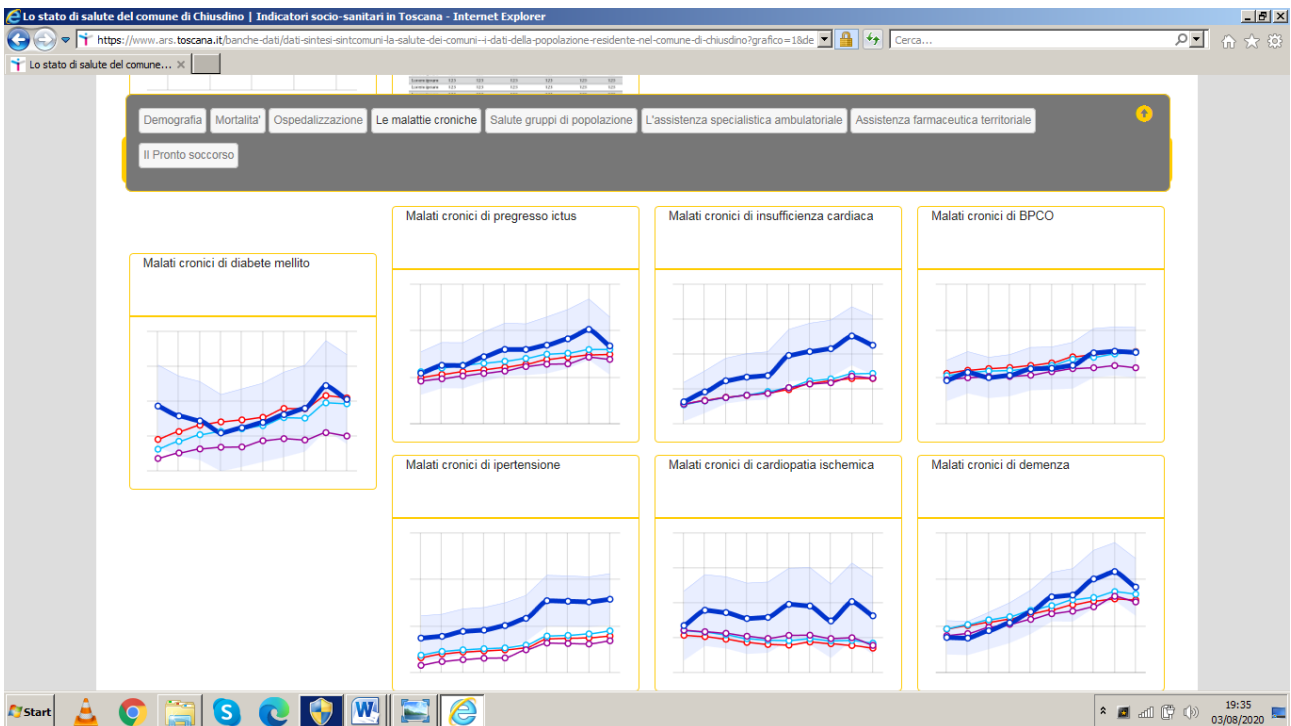 Lo stato di salute del comune di Chiusdino | Indicatori socio-sanitari in Toscana - Internet Explorer
https://www.ars.toscana.it/banche-dati/dati-sintesi-sintcomuni-la-salute-dei-comuni--i-dati-della-popolazione-residente-nel-comune-di-chiusdino?grafico=1&de
Cerca...
Lo stato di salute del comune...
Demografia Mortalita' Ospedalizzazione Le malattie croniche Salute gruppi di popolazione L'assistenza specialistica ambulatoriale Assistenza farmaceutica territoriale
Il Pronto soccorso
Malati cronici di pregresso ictus
Malati cronici di insufficienza cardiaca
Malati cronici di BPCO
Malati cronici di diabete mellito
Malati cronici di ipertensione
Malati cronici di cardiopatia ischemica
Malati cronici di demenza
Start
19:35
03/08/2020